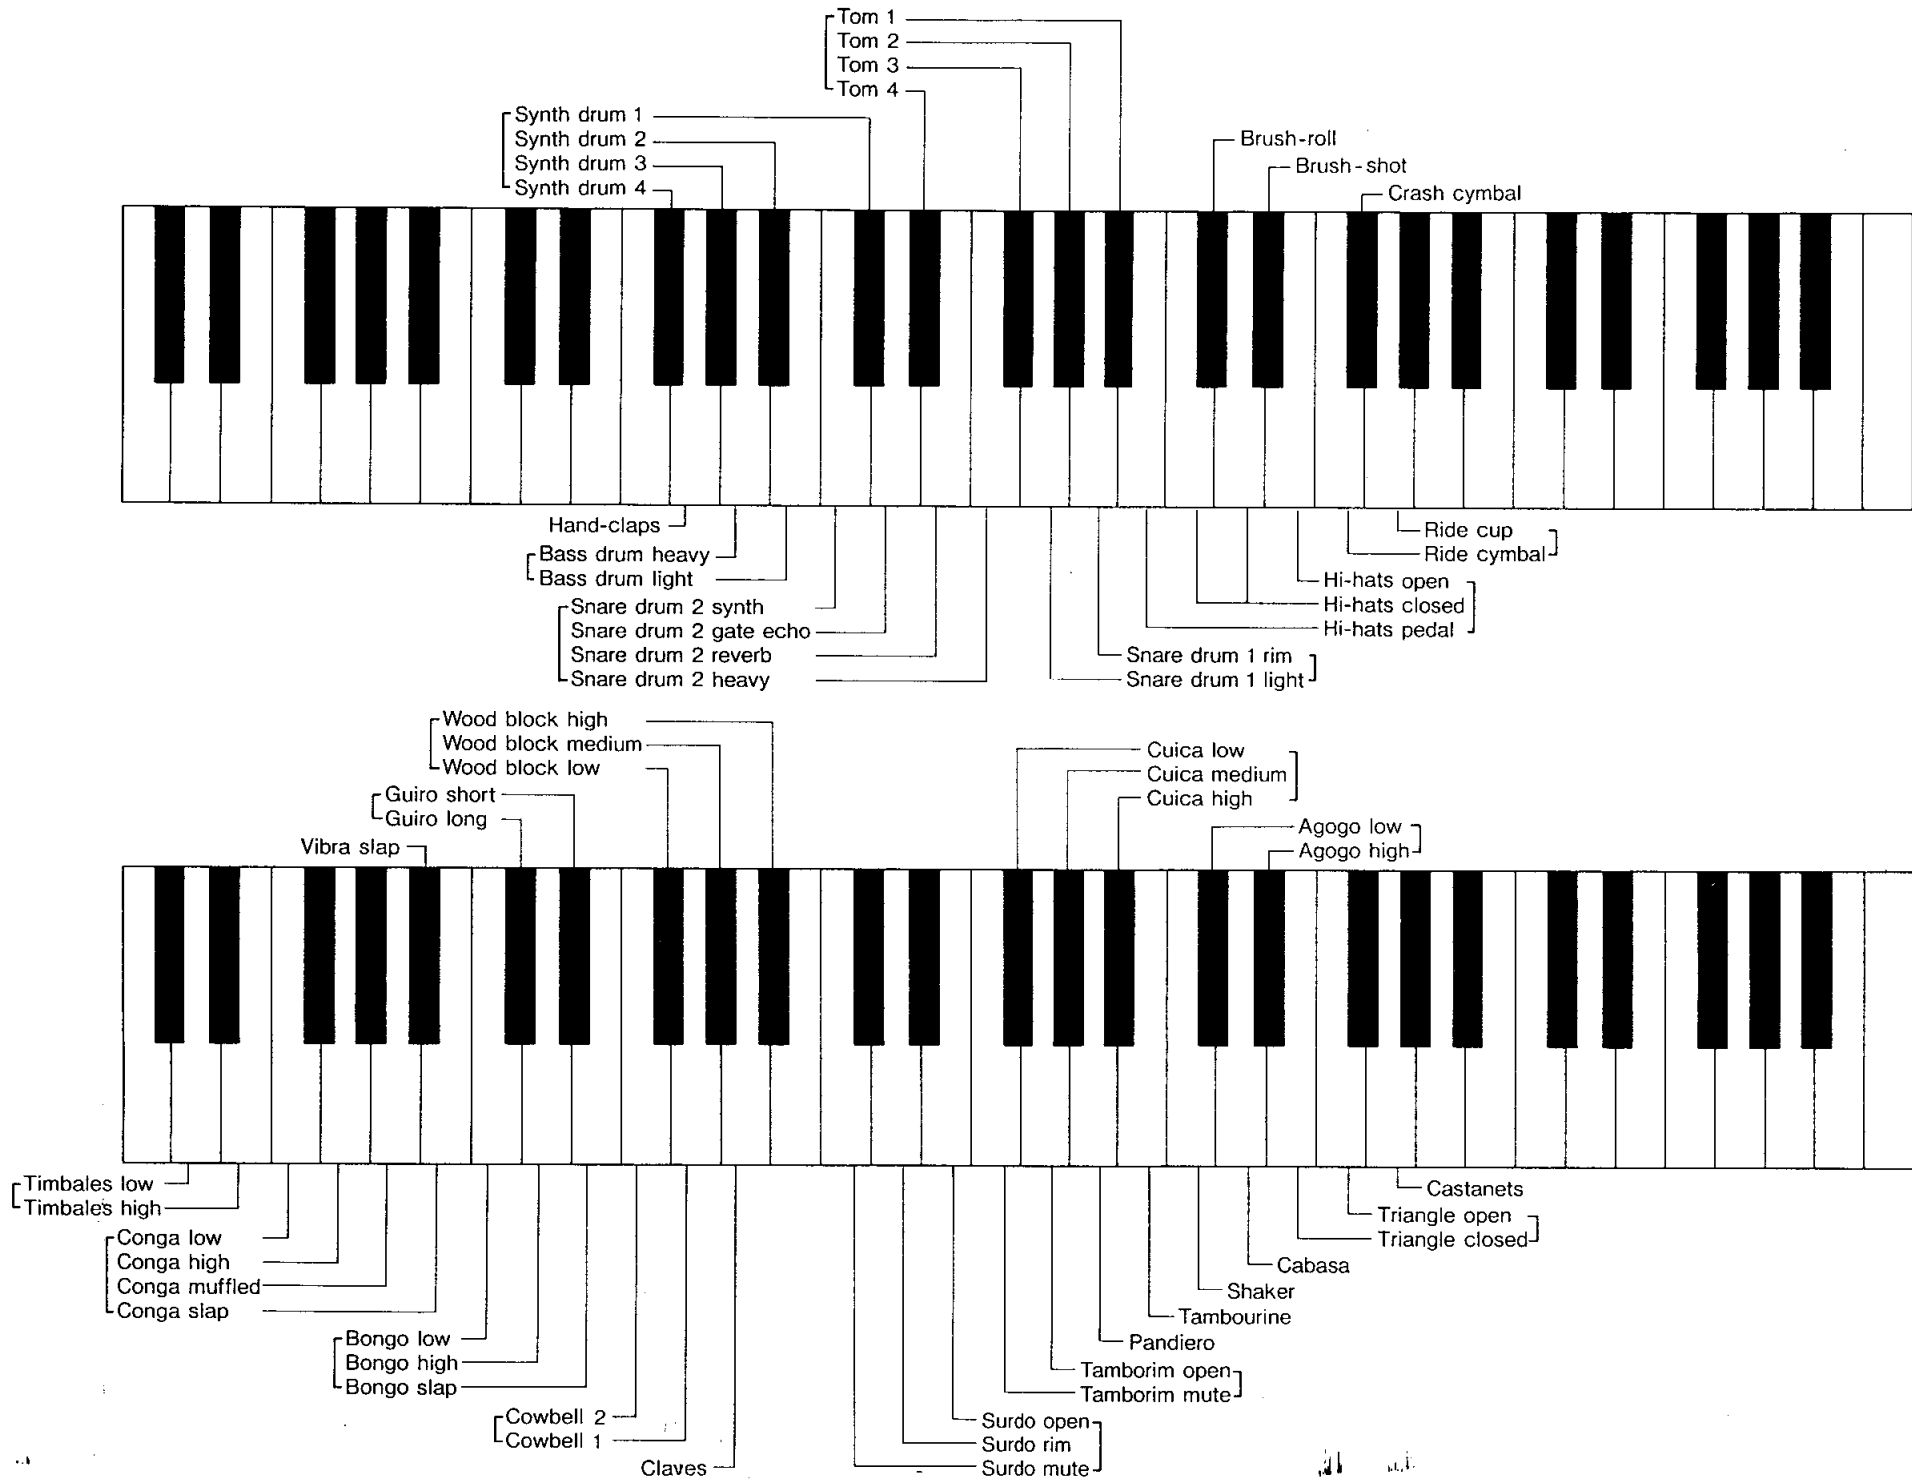 Tom 1
Tom 2
Tom 3
Tom 4
Synth drum 1
Synth drum 2
Synth drum 3
Synth drum 4
Brush-roll
Brush-shot
Crash cymbal
Hand-claps
Bass drum heavy
Bass drum light
Snare drum 2 synth
Snare drum 2 gate echo
Snare drum 2 reverb
Snare drum 2 heavy
Ride cup
Ride cymbal
Hi-hats open
Hi-hats closed
Hi-hats pedal
Snare drum 1 rim
Snare drum 1 light
Wood block high
Wood block medium
Wood block low
Guiro short
Guiro long
Vibra slap
Cuica low
Cuica medium
Cuica high
Agogo low
Agogo high
Timbales low
Timbales high
Conga low
Conga high
Conga muffled
Conga slap
Bongo low
Bongo high
Bongo slap
Cowbell 2
Cowbell 1
Claves
Castanets
Triangle open
Triangle closed
Cabasa
Shaker
Tambourine
Pandiero
Tamborim open
Tamborim mute
Surdo open
Surdo rim
Surdo mute